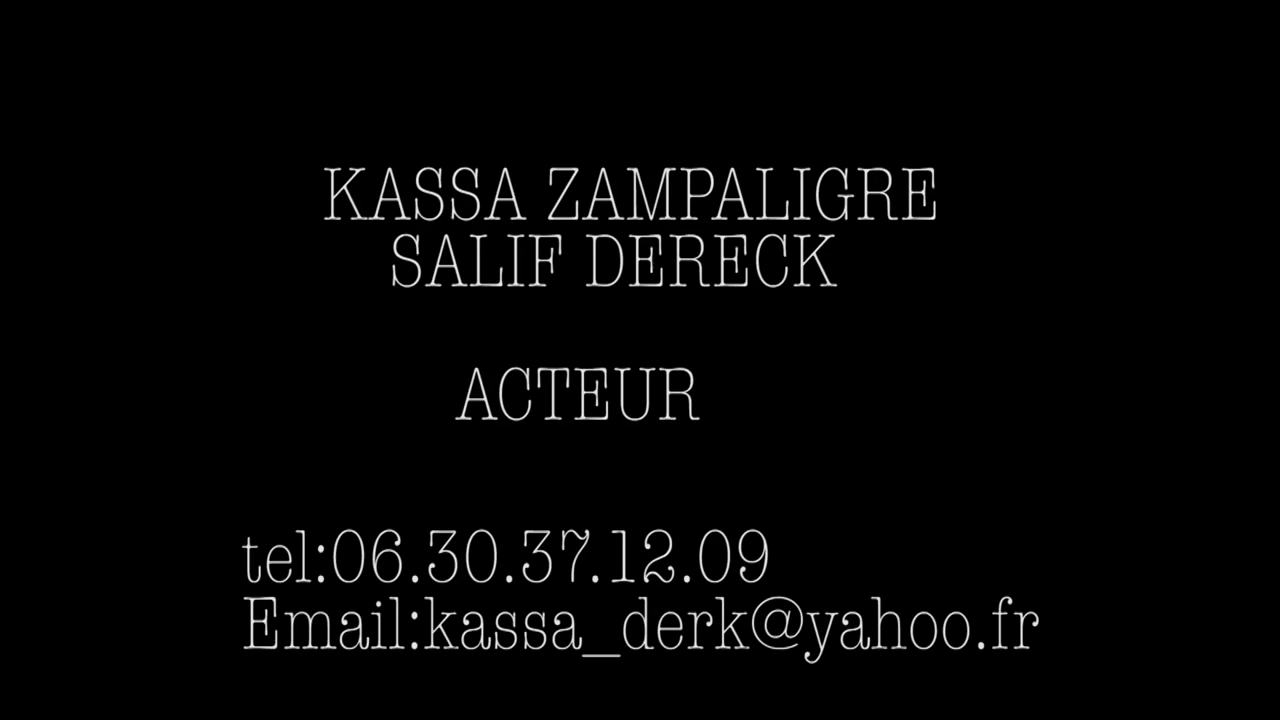 KASSA ZAMPALIGRE
SALIF DERECK
ACTEUR
tel:06.30.37.12.09
Email:kassa_derk@yahoo.fr